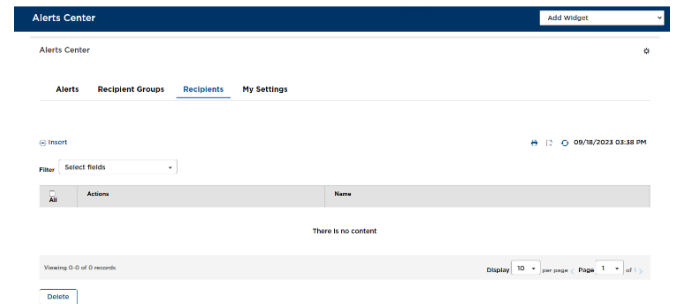 Alerts Center
Add Widget
Alerts Center
Alerts Recipient Groups Recipients My Settings
Insert
09/18/2023 03:38 PM
Filter Select fields
All Actions Name
There is no content
Viewing 0-0 of 0 records
Display 10 per page Page 1 of 1
Delete